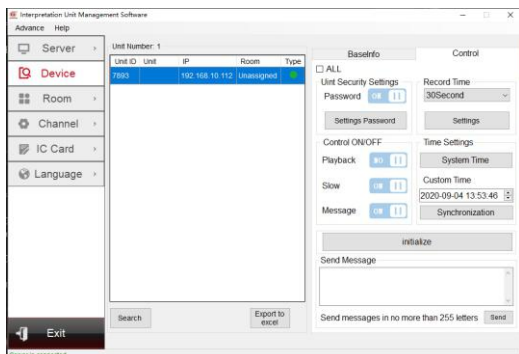 Interpretation Unit Management Software
Advance Help
Server
Device
Room
Channel
IC Card
Language
Exit
Unit Number: 1
Unit ID Unit IP Room Type
7893 192.168.10.112 Unassigned
Search
Export to
excel
BaseInfo Control
ALL
Uint Security Settings
Password Off
Settings Password
Record Time
30Second
Settings
Control ON/OFF
Playback
Slow Off
Message Off
Time Settings
System Time
Custom Time
2020-09-04 13:53:46
Synchronization
initialize
Send Message
Send messages in no more than 255 letters Send